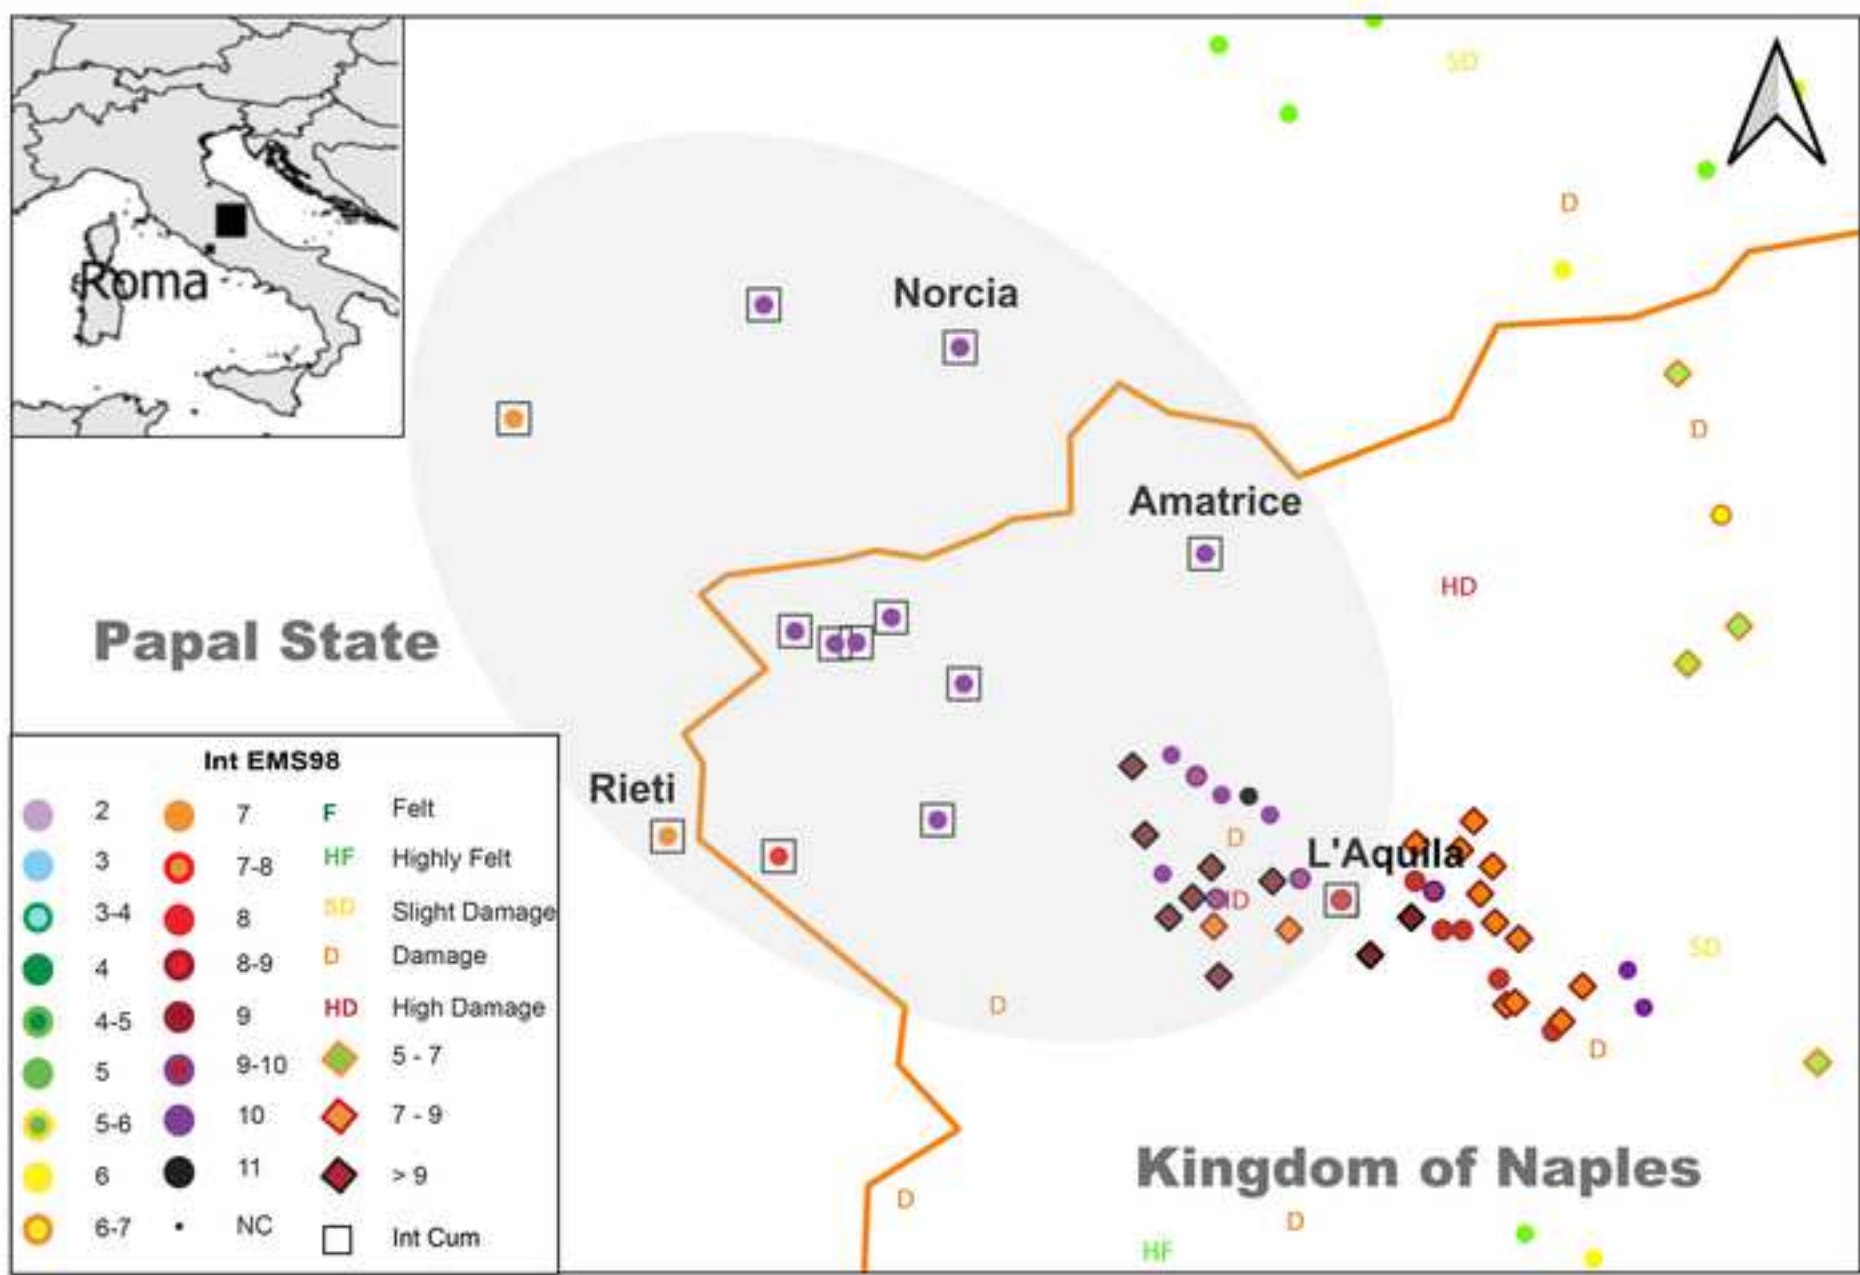 SD
D
Norcia
Roma
D
Amatrice
HD
Papal State
Rieti
D
L'Aquila
HD
SD
D
D
Kingdom of Naples
D
D
HF
Int EMS98
2 7 F Felt
3 7-8 HF Highly Felt
3-4 8 SD Slight Damage
4 8-9 D Damage
4-5 9 HD High Damage
5 9-10 5 - 7
5-6 10 7 - 9
6 11 > 9
6-7 NC Int Cum